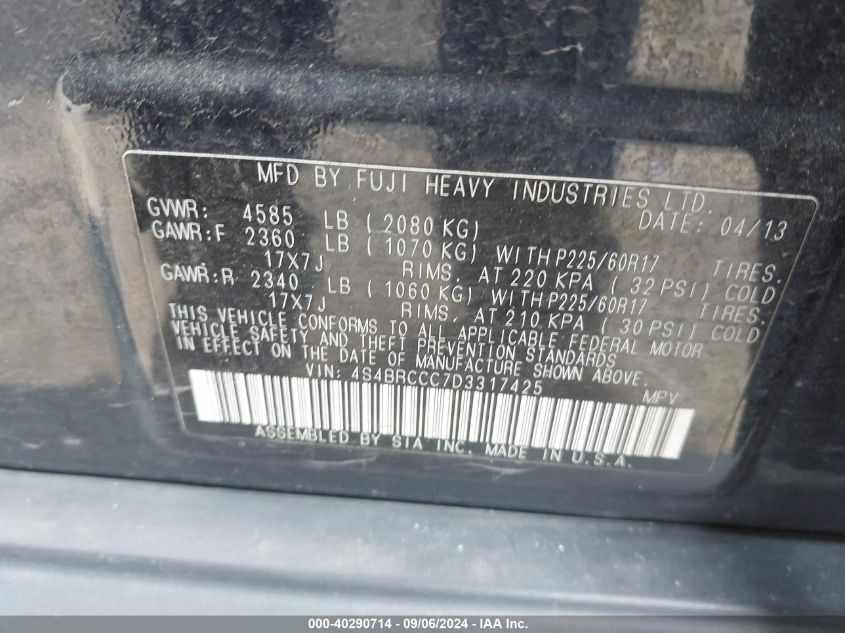 MFD BY FUJI HEAVY INDUSTRIES LTD.
GVWR: 4585 LB (2080 KG) DATE: 04/13
GAWR:F 2360 LB (1070 KG) WITH P225/60R17 TIRES.
17X7J RIMS, AT 220 KPA (32 PSI) COLD
GAWR:R 2340 LB (1060 KG) WITH P225/60R17 TIRES.
17X7J RIMS, AT 210 KPA (30 PSI) COLD
THIS VEHICLE CONFORMS TO ALL APPLICABLE FEDERAL MOTOR
VEHICLE SAFETY AND THEFT PREVENTION STANDARDS
IN EFFECT ON THE DATE OF MANUFACTURE SHOWN ABOVE.
VIN: 4S4BRCCC7D3317425 MPV
ASSEMBLED BY SIA INC. MADE IN U.S.A.
000-40290714 - 09/06/2024 - IAA Inc.